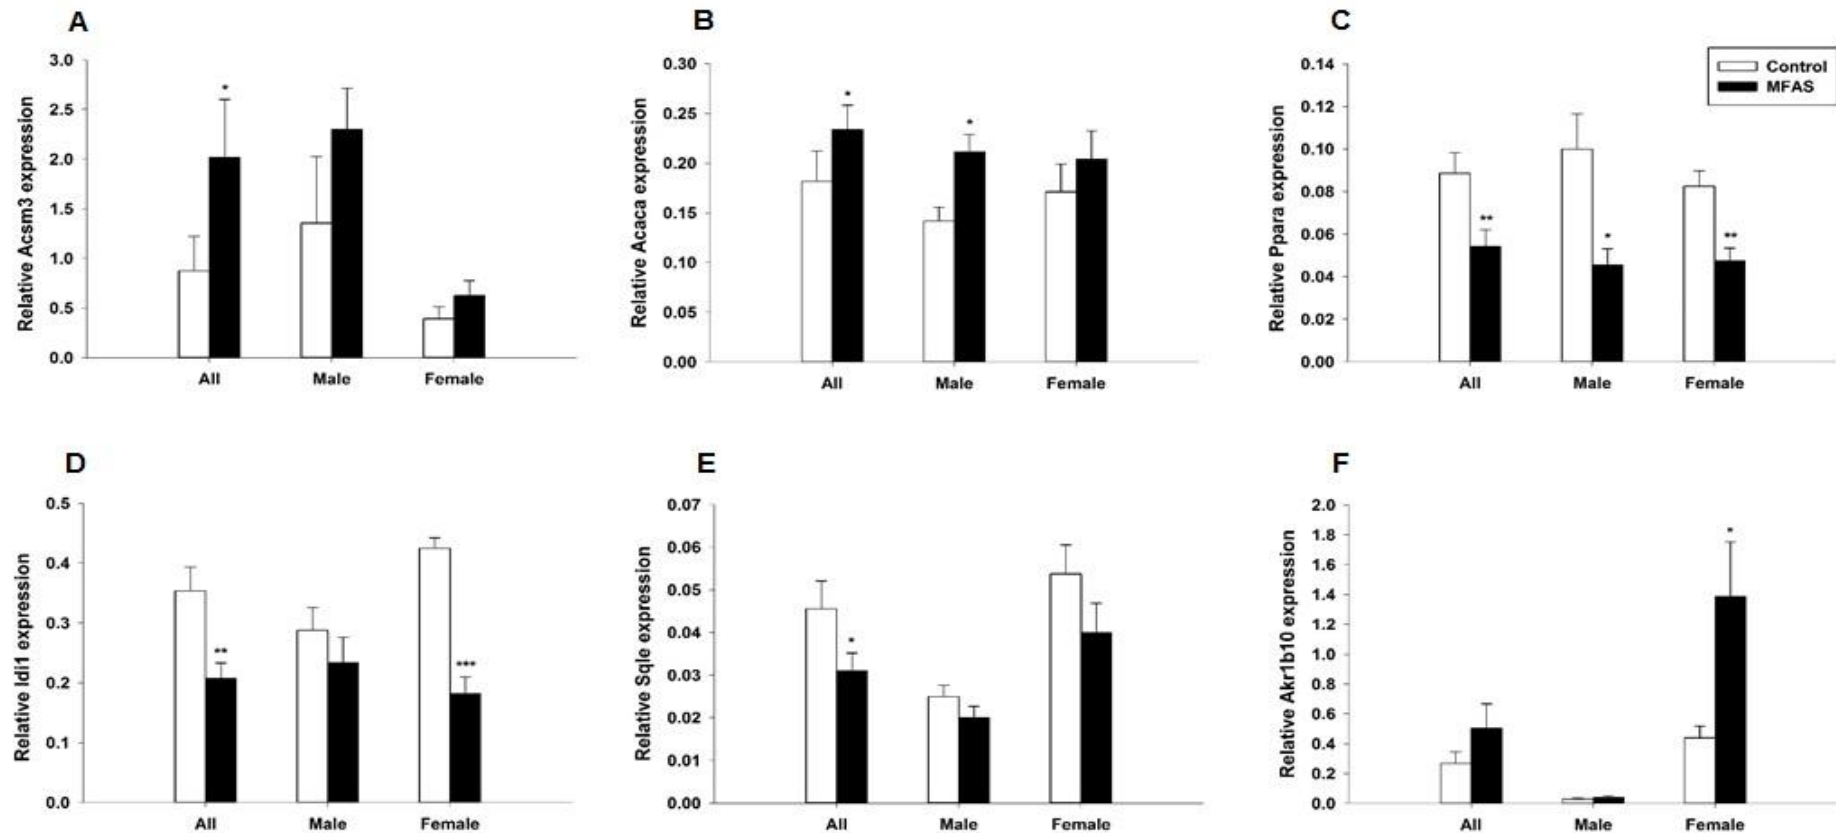 A
Relative Acsm3 expression
3.0
2.5
2.0
1.5
1.0
0.5
0.0
*
All
Male
Female
B
Relative Acaca expression
0.30
0.25
0.20
0.15
0.10
0.05
0.00
*
*
All
Male
Female
C
Relative Ppara expression
0.14
0.12
0.10
0.08
0.06
0.04
0.02
0.00
**
*
**
All
Male
Female
Control
MFAS
D
Relative Idi1 expression
0.5
0.4
0.3
0.2
0.1
0.0
**
***
All
Male
Female
E
Relative Sqle expression
0.07
0.06
0.05
0.04
0.03
0.02
0.01
0.00
*
All
Male
Female
F
Relative Akr1b10 expression
2.0
1.8
1.6
1.4
1.2
1.0
0.8
0.6
0.4
0.2
0.0
*
All
Male
Female